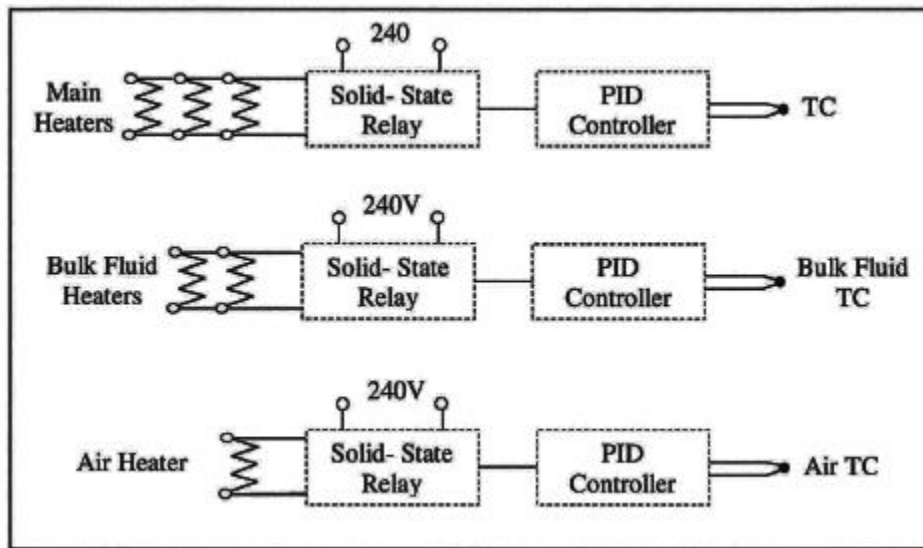 240
Main
Heaters
Solid- State
Relay
PID
Controller
TC
240V
Bulk Fluid
Heaters
Solid- State
Relay
PID
Controller
Bulk Fluid
TC
240V
Air Heater
Solid- State
Relay
PID
Controller
Air TC